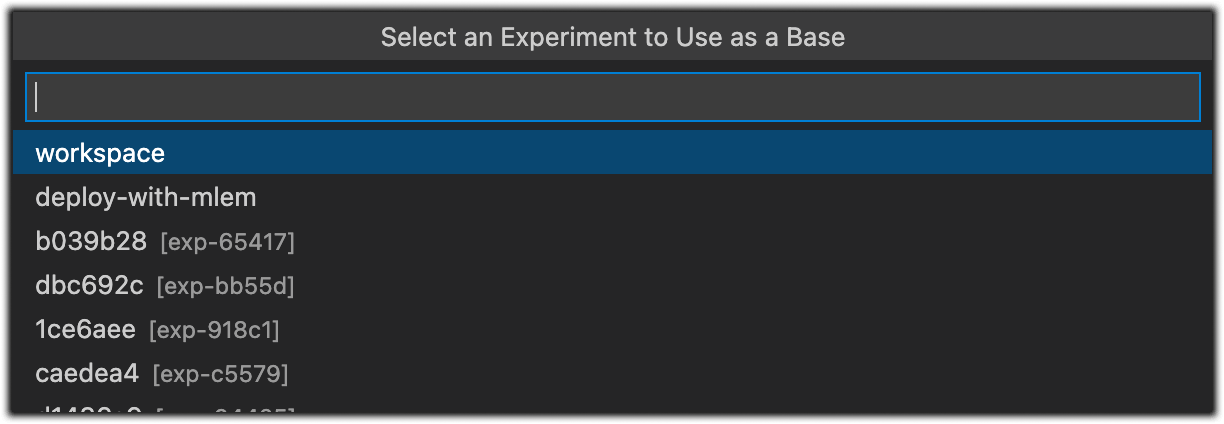 Select an Experiment to Use as a Base
workspace
deploy-with-mlem
b039b28 [exp-65417]
dbc692c [exp-bb55d]
1ce6aee [exp-918c1]
caedea4 [exp-c5579]